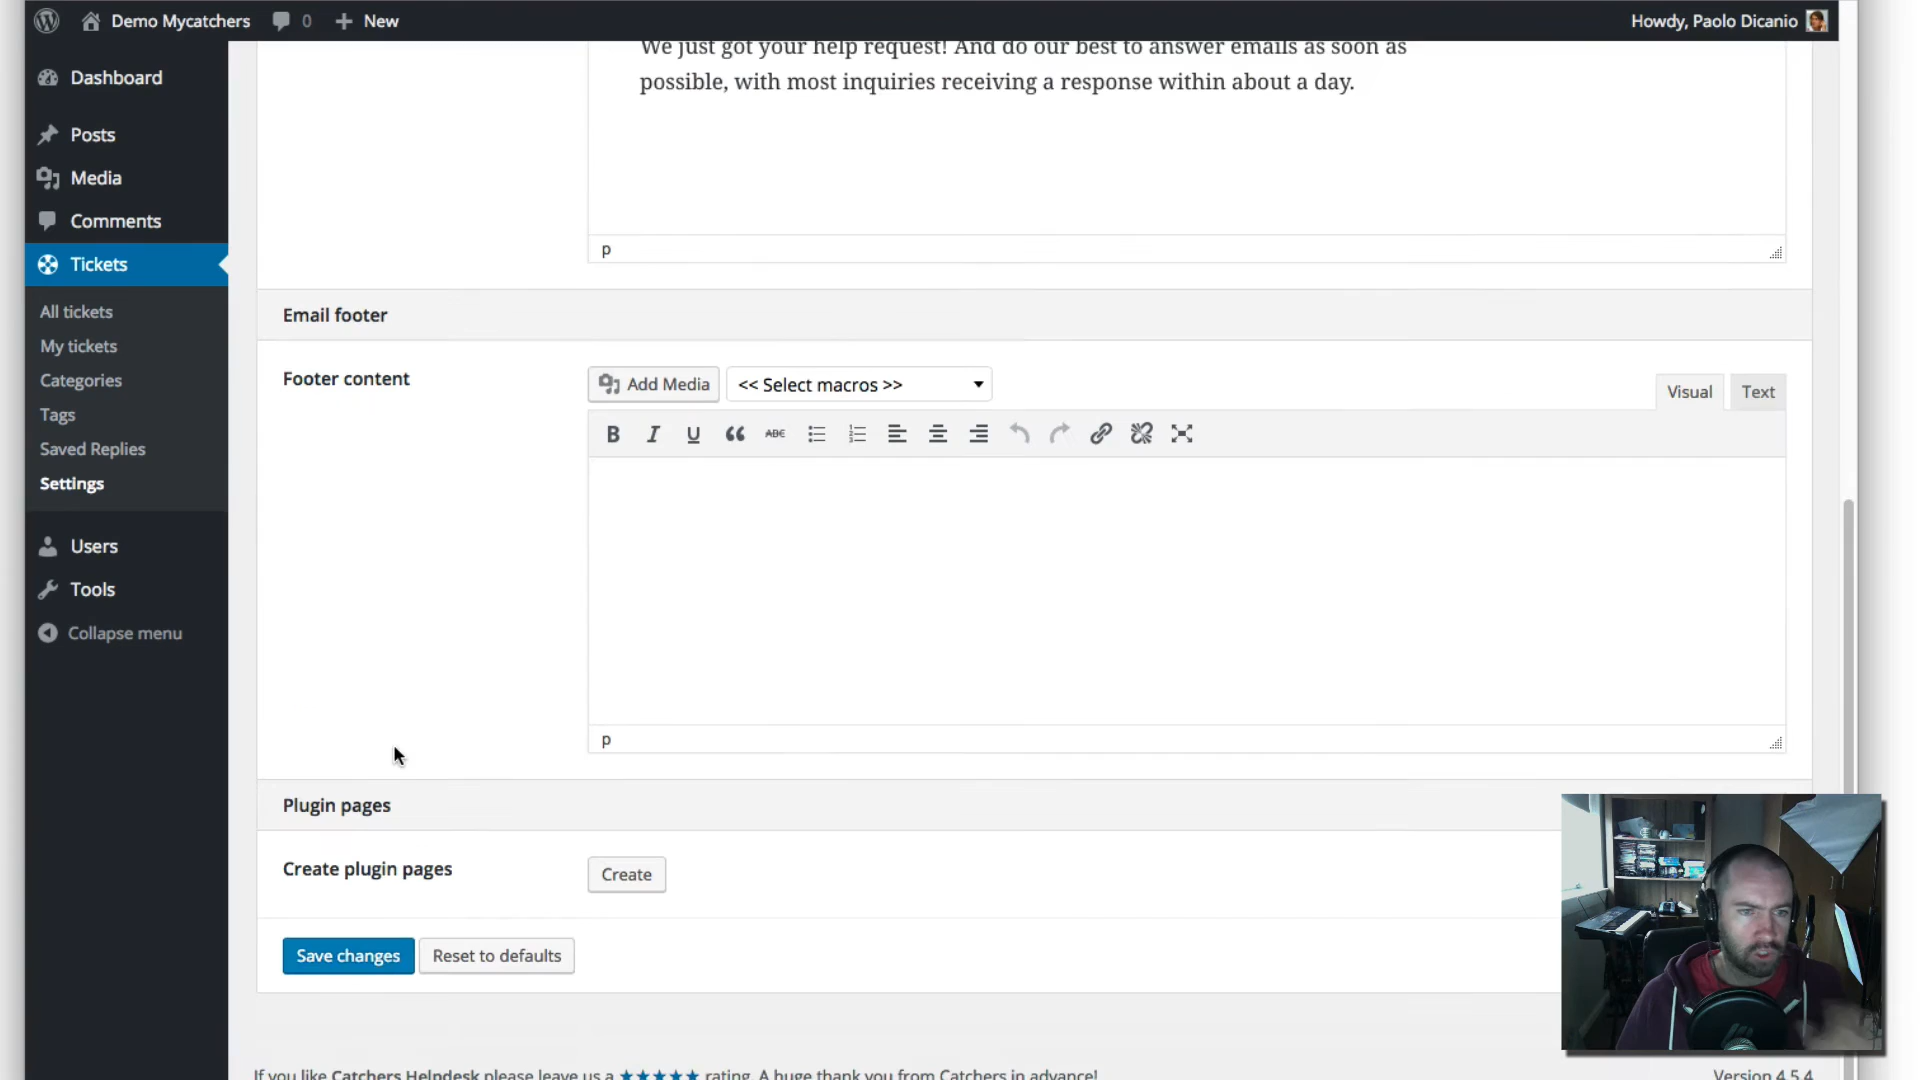 Demo Mycatchers 0 New Howdy, Paolo Dicanio
Dashboard
Posts
Media
Comments
Tickets
All tickets
My tickets
Categories
Tags
Saved Replies
Settings
Users
Tools
Collapse menu
We just got your help request! And do our best to answer emails as soon as
possible, with most inquiries receiving a response within about a day.
p
Email footer
Footer content
Add Media << Select macros >>
Visual Text
B I U ABC
p
Plugin pages
Create plugin pages Create
Save changes Reset to defaults
If you like Catchers Helpdesk please leave us a ★★★★★ rating. A huge thank you from Catchers in advance! Version 4.5.4